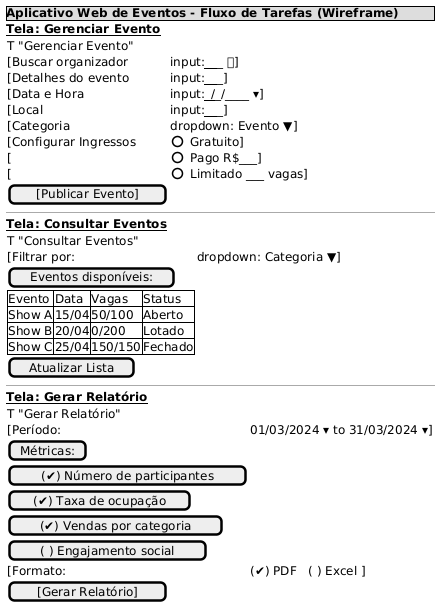 Aplicativo Web de Eventos - Fluxo de Tarefas (Wireframe)
Tela: Gerenciar Evento
T "Gerenciar Evento"
[Buscar organizador input:___ ▯]
[Detalhes do evento input:___]
[Data e Hora input:_/_/____ ▾]
[Local input:___]
[Categoria dropdown: Evento ▼]
[Configurar Ingressos ○ Gratuito]
[ ○ Pago R$___]
[ ○ Limitado ___ vagas]
[Publicar Evento]
Tela: Consultar Eventos
T "Consultar Eventos"
[Filtrar por: dropdown: Categoria ▼]
Eventos disponíveis:
Evento Data Vagas Status
Show A 15/04 50/100 Aberto
Show B 20/04 0/200 Lotado
Show C 25/04 150/150 Fechado
Atualizar Lista
Tela: Gerar Relatório
T "Gerar Relatório"
[Período: 01/03/2024 ▾ to 31/03/2024 ▾]
Métricas:
(✔) Número de participantes
(✔) Taxa de ocupação
(✔) Vendas por categoria
( ) Engajamento social
[Formato: (✔) PDF ( ) Excel ]
[Gerar Relatório]